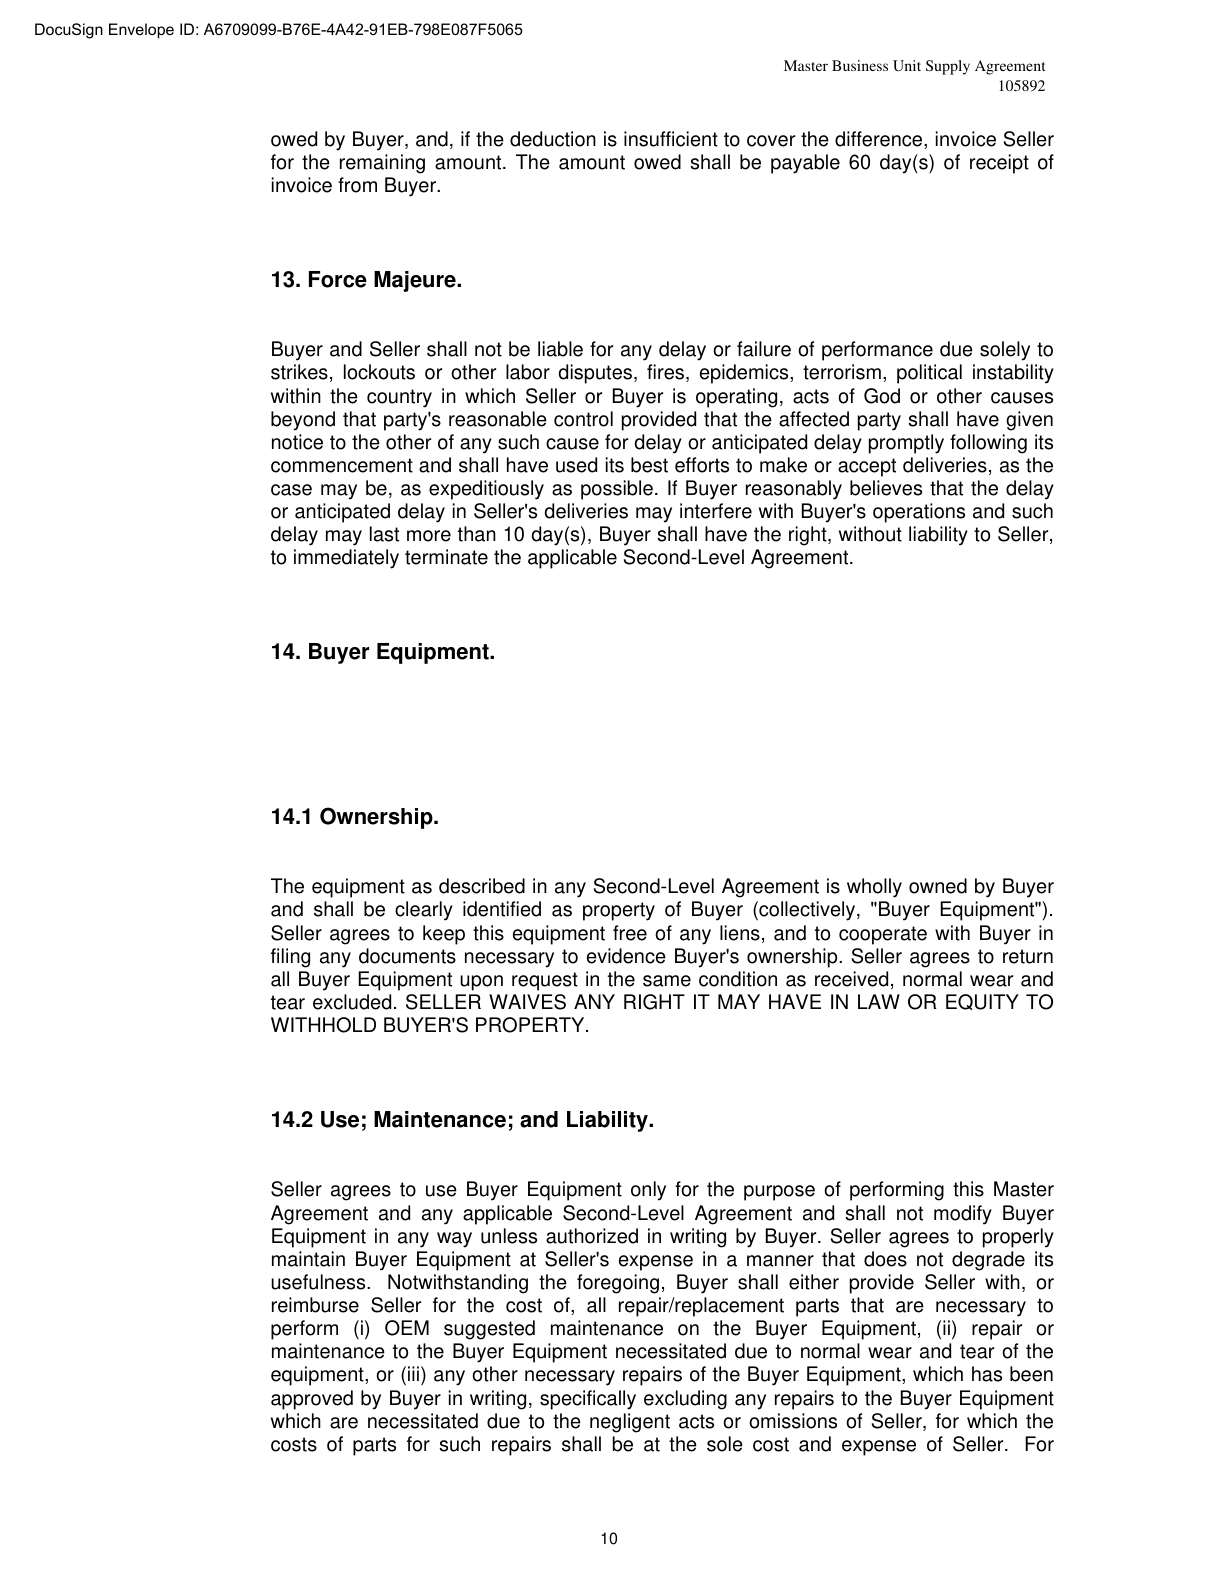 DocuSign Envelope ID: A6709099-B76E-4A42-91EB-798E087F5065
Master Business Unit Supply Agreement
105892
owed by Buyer, and, if the deduction is insufficient to cover the difference, invoice Seller
for the remaining amount. The amount owed shall be payable 60 day(s) of receipt of
invoice from Buyer.
13. Force Majeure.
Buyer and Seller shall not be liable for any delay or failure of performance due solely to
strikes, lockouts or other labor disputes, fires, epidemics, terrorism, political instability
within the country in which Seller or Buyer is operating, acts of God or other causes
beyond that party's reasonable control provided that the affected party shall have given
notice to the other of any such cause for delay or anticipated delay promptly following its
commencement and shall have used its best efforts to make or accept deliveries, as the
case may be, as expeditiously as possible. If Buyer reasonably believes that the delay
or anticipated delay in Seller's deliveries may interfere with Buyer's operations and such
delay may last more than 10 day(s), Buyer shall have the right, without liability to Seller,
to immediately terminate the applicable Second-Level Agreement.
14. Buyer Equipment.
14.1 Ownership.
The equipment as described in any Second-Level Agreement is wholly owned by Buyer
and shall be clearly identified as property of Buyer (collectively, "Buyer Equipment").
Seller agrees to keep this equipment free of any liens, and to cooperate with Buyer in
filing any documents necessary to evidence Buyer's ownership. Seller agrees to return
all Buyer Equipment upon request in the same condition as received, normal wear and
tear excluded. SELLER WAIVES ANY RIGHT IT MAY HAVE IN LAW OR EQUITY TO
WITHHOLD BUYER'S PROPERTY.
14.2 Use; Maintenance; and Liability.
Seller agrees to use Buyer Equipment only for the purpose of performing this Master
Agreement and any applicable Second-Level Agreement and shall not modify Buyer
Equipment in any way unless authorized in writing by Buyer. Seller agrees to properly
maintain Buyer Equipment at Seller's expense in a manner that does not degrade its
usefulness. Notwithstanding the foregoing, Buyer shall either provide Seller with, or
reimburse Seller for the cost of, all repair/replacement parts that are necessary to
perform (i) OEM suggested maintenance on the Buyer Equipment, (ii) repair or
maintenance to the Buyer Equipment necessitated due to normal wear and tear of the
equipment, or (iii) any other necessary repairs of the Buyer Equipment, which has been
approved by Buyer in writing, specifically excluding any repairs to the Buyer Equipment
which are necessitated due to the negligent acts or omissions of Seller, for which the
costs of parts for such repairs shall be at the sole cost and expense of Seller. For
10